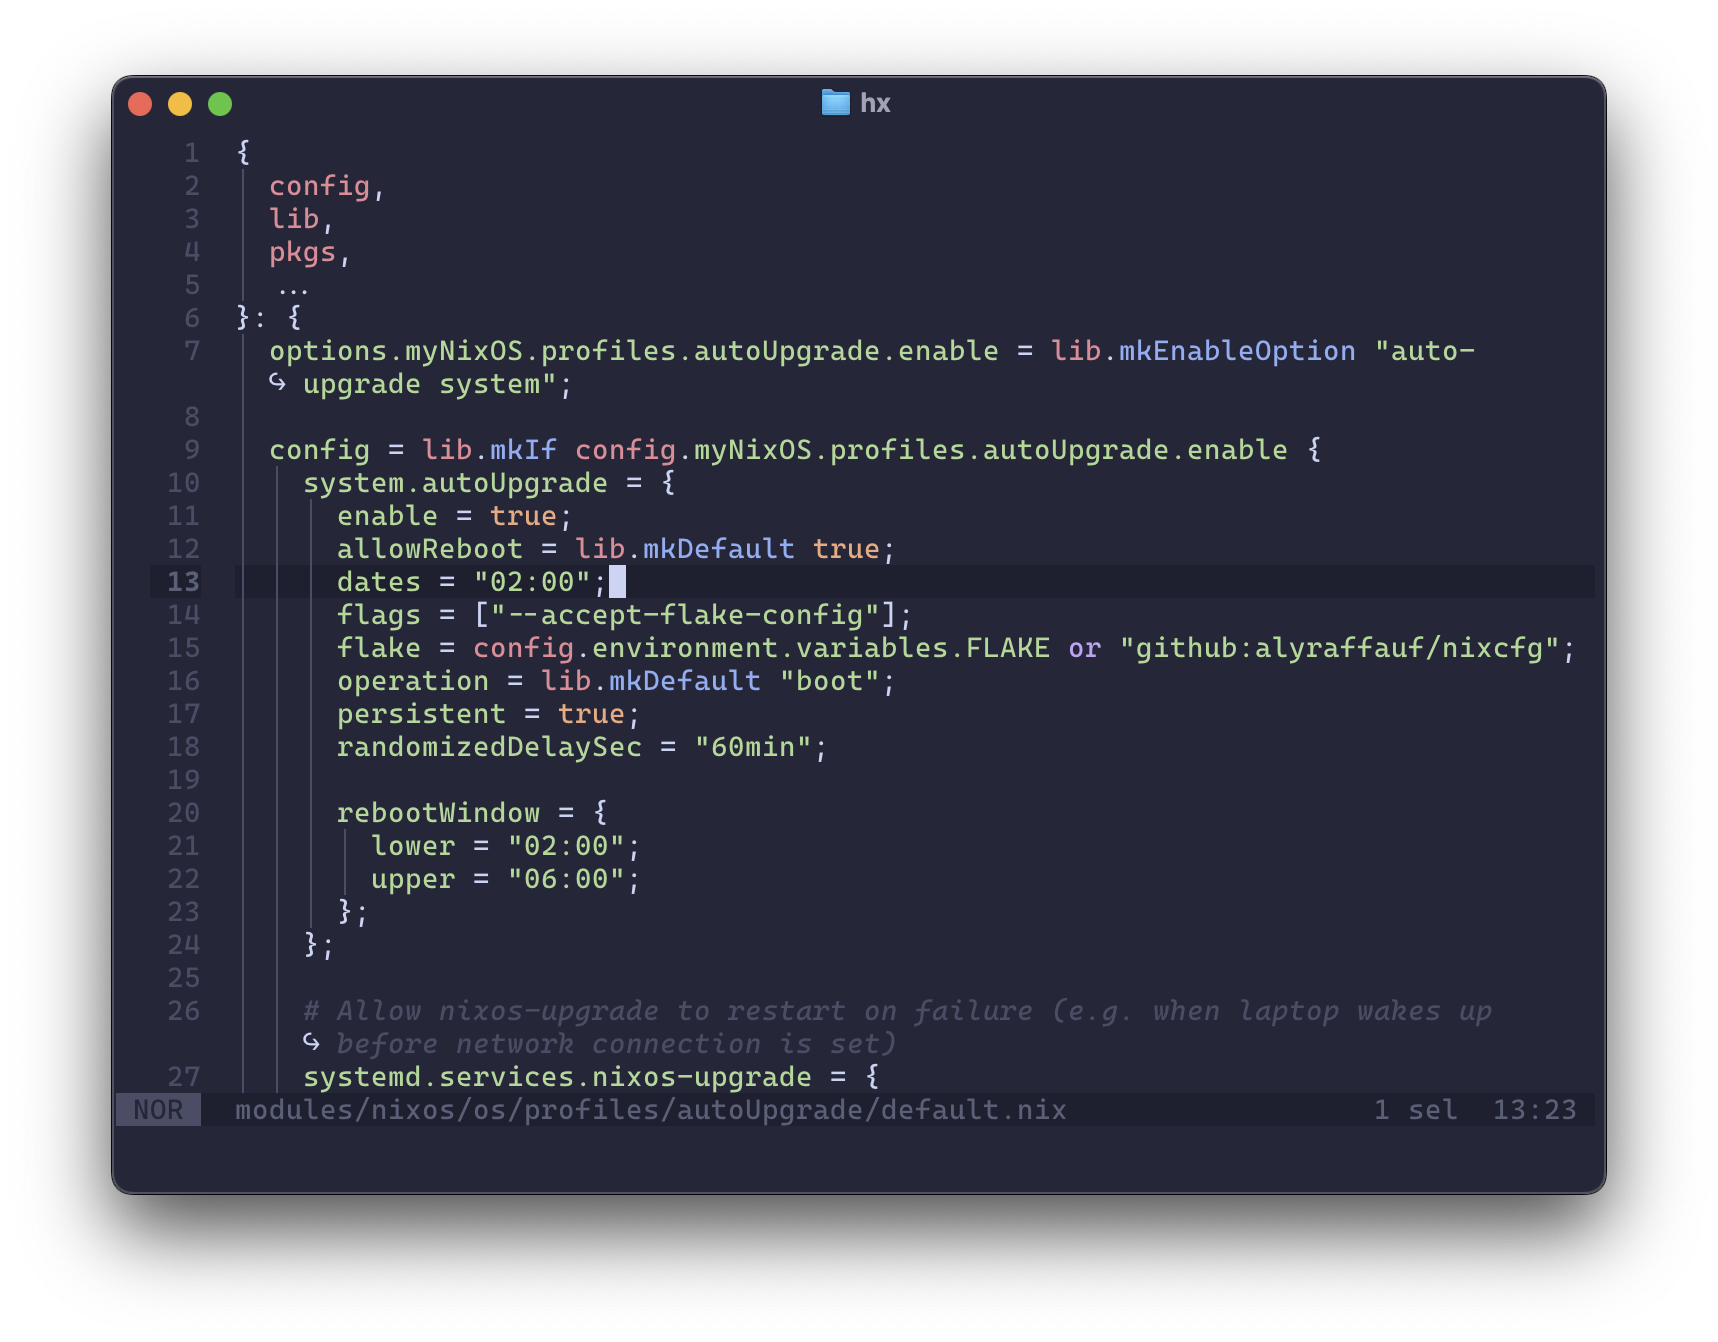 hx
1 {
2   config,
3   lib,
4   pkgs,
5   ...
6 }: {
7   options.myNixOS.profiles.autoUpgrade.enable = lib.mkEnableOption "auto-
↪ upgrade system";
8
9   config = lib.mkIf config.myNixOS.profiles.autoUpgrade.enable {
10     system.autoUpgrade = {
11       enable = true;
12       allowReboot = lib.mkDefault true;
13       dates = "02:00";
14       flags = ["--accept-flake-config"];
15       flake = config.environment.variables.FLAKE or "github:alyraffauf/nixcfg";
16       operation = lib.mkDefault "boot";
17       persistent = true;
18       randomizedDelaySec = "60min";
19
20       rebootWindow = {
21         lower = "02:00";
22         upper = "06:00";
23       };
24     };
25
26     # Allow nixos-upgrade to restart on failure (e.g. when laptop wakes up
↪ before network connection is set)
27     systemd.services.nixos-upgrade = {
NOR modules/nixos/os/profiles/autoUpgrade/default.nix 1 sel 13:23